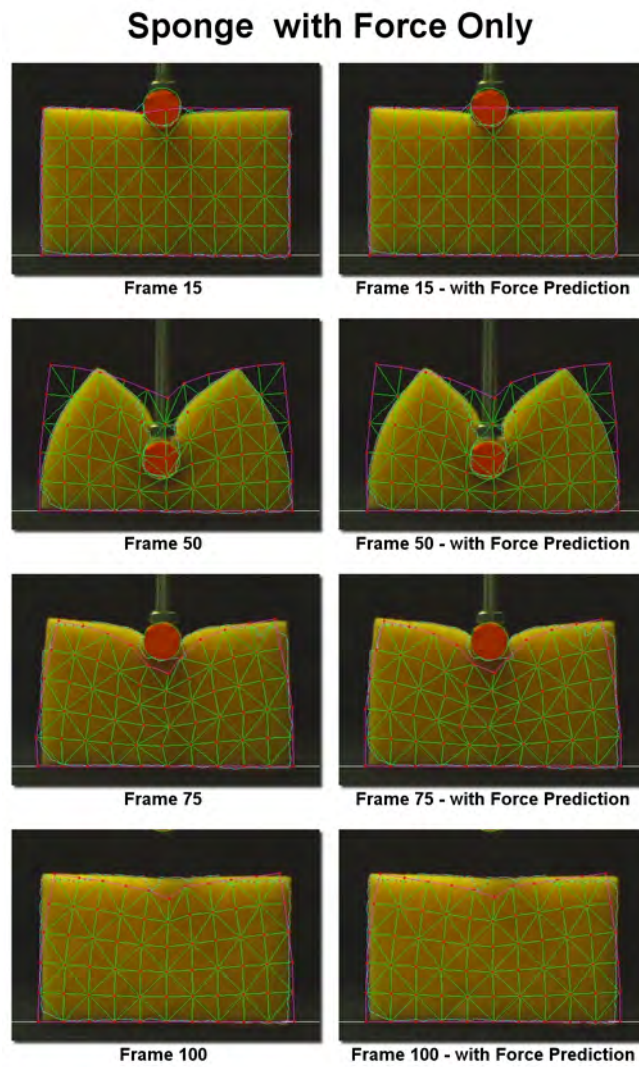 Sponge with Force Only
Frame 15
Frame 15 - with Force Prediction
Frame 50
Frame 50 - with Force Prediction
Frame 75
Frame 75 - with Force Prediction
Frame 100
Frame 100 - with Force Prediction